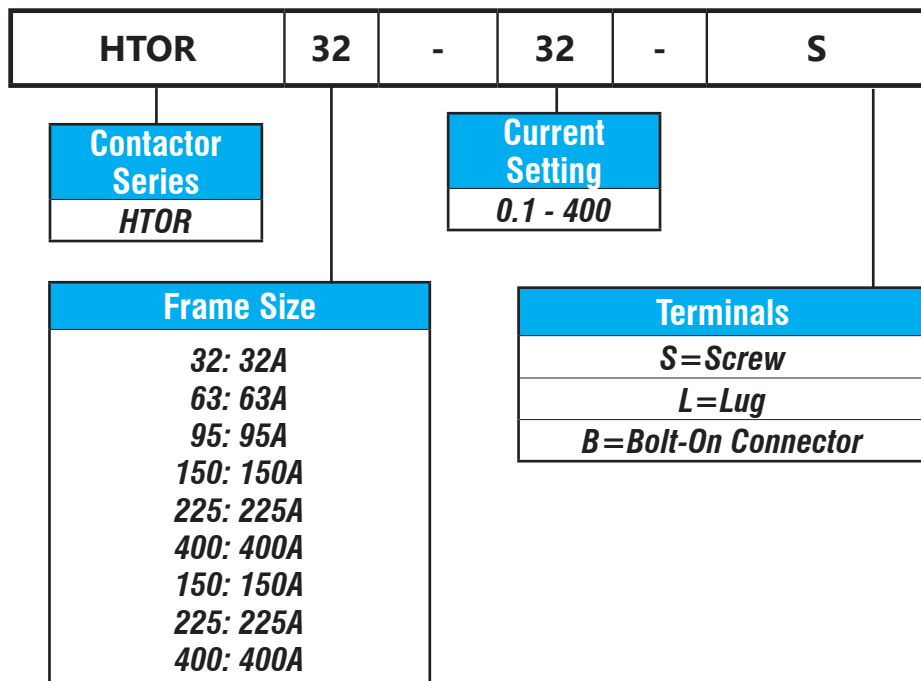 HTOR 32 - 32 - S
Contactor
Series
HTOR
Current
Setting
0.1 - 400
Frame Size
32: 32A
63: 63A
95: 95A
150: 150A
225: 225A
400: 400A
150: 150A
225: 225A
400: 400A
Terminals
S=Screw
L=Lug
B=Bolt-On Connector